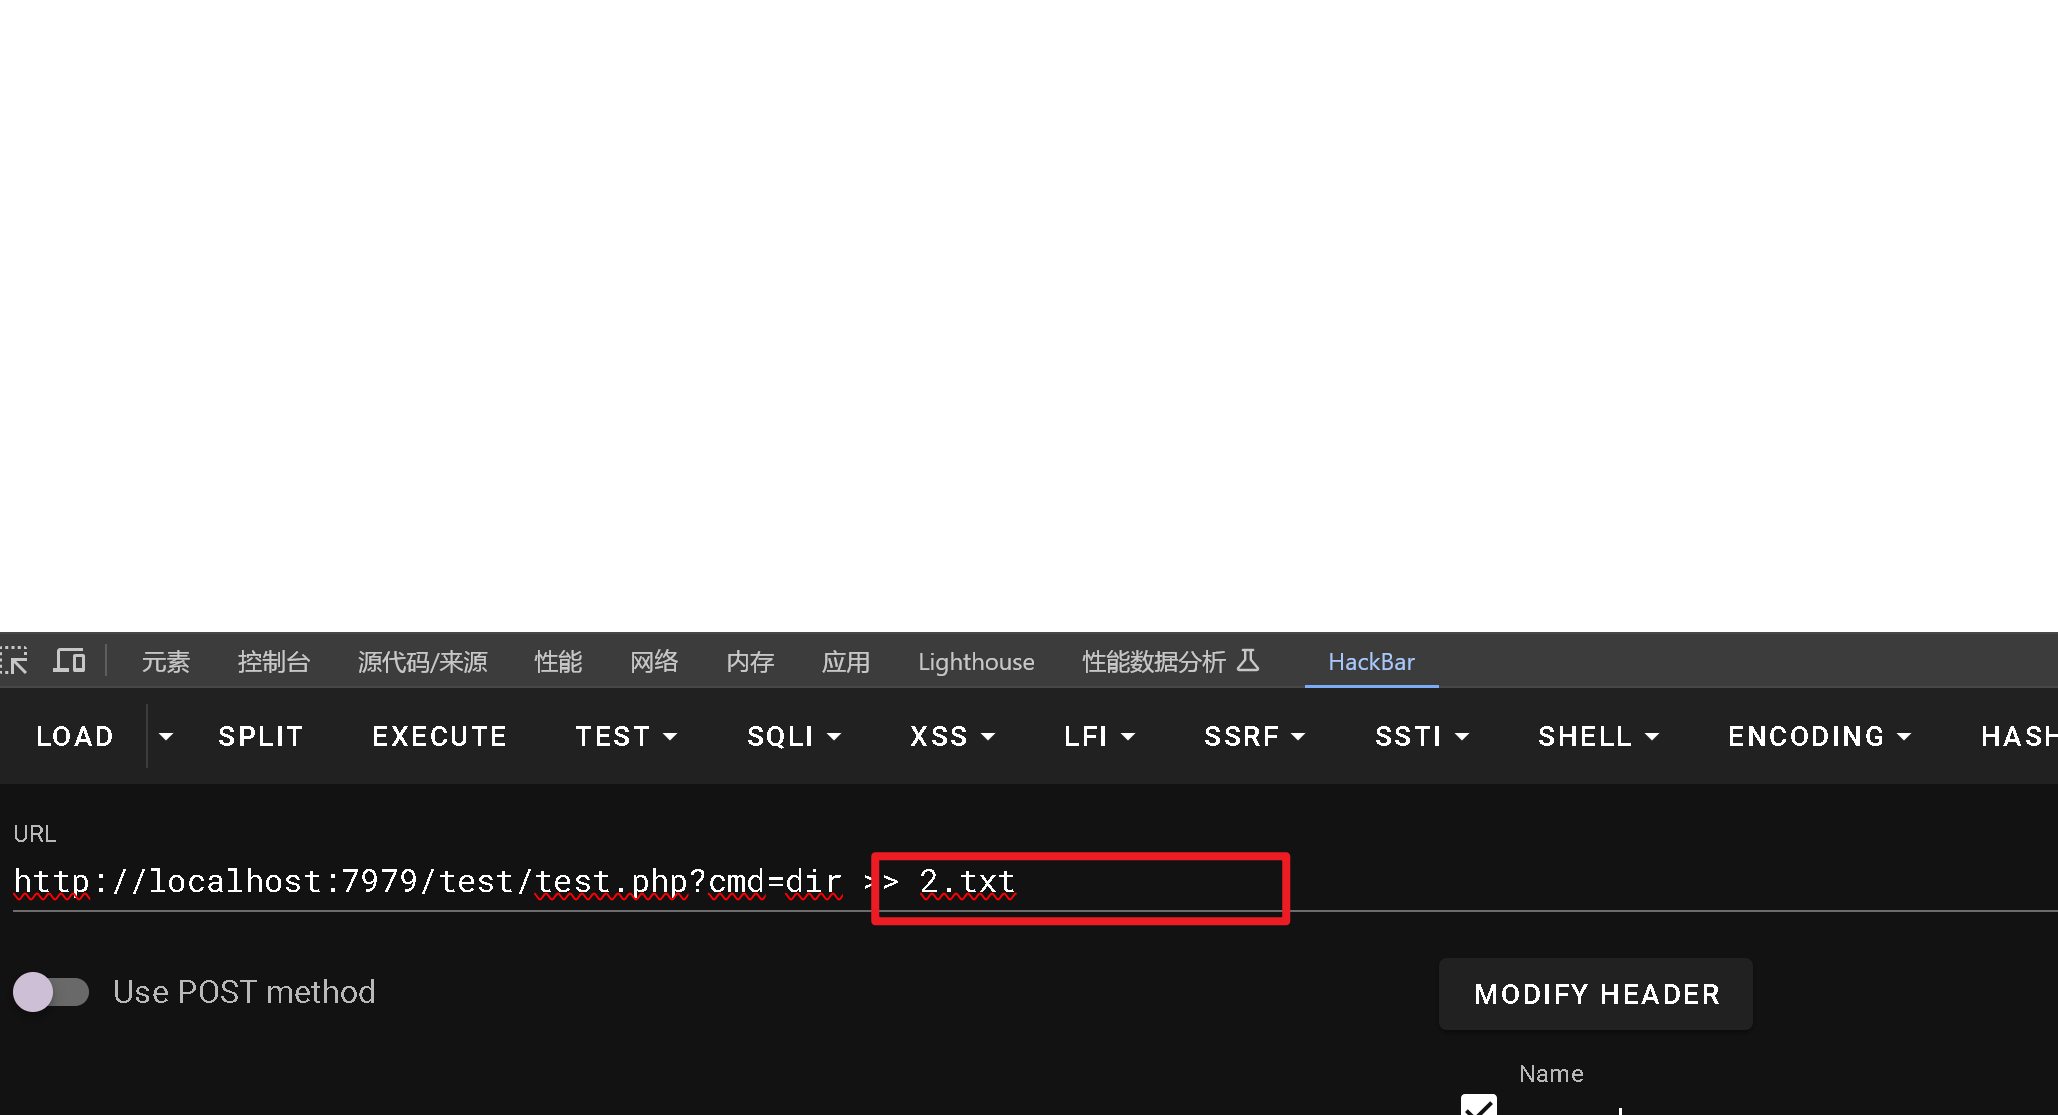 元素 控制台 源代码/来源 性能 网络 内存 应用 Lighthouse 性能数据分析 HackBar
LOAD SPLIT EXECUTE TEST SQLI XSS LFI SSRF SSTI SHELL ENCODING HASH
URL
http://localhost:7979/test/test.php?cmd=dir >> 2.txt
Use POST method
MODIFY HEADER
Name